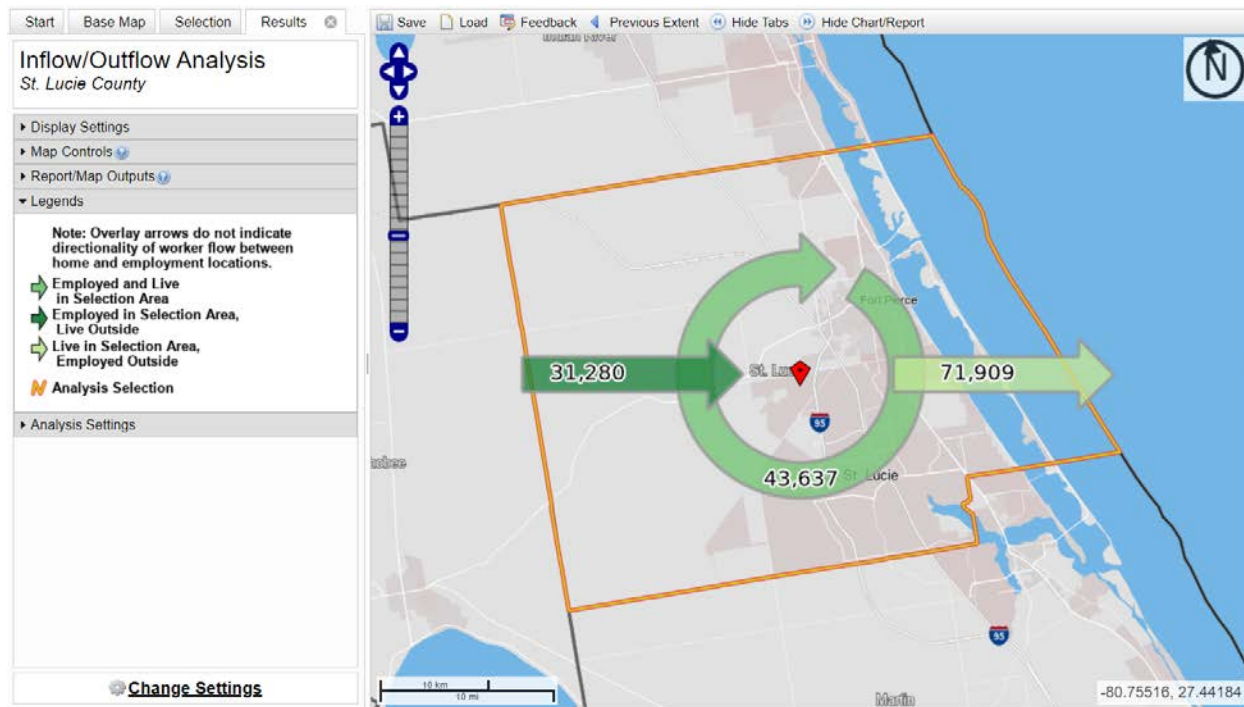 Start Base Map Selection Results
Save Load Feedback Previous Extent Hide Tabs Hide Chart/Report
Inflow/Outflow Analysis
St. Lucie County
Display Settings
Map Controls
Report/Map Outputs
Legends
Note: Overlay arrows do not indicate
directionality of worker flow between
home and employment locations.
Employed and Live
in Selection Area
Employed in Selection Area,
Live Outside
Live in Selection Area,
Employed Outside
Analysis Selection
Analysis Settings
Change Settings
Indian River
N
Fort Pierce
31,280
St. Luc
71,909
95
43,637
St. Lucie
hobee
95
10 km
10 mi
Martin
-80.75516, 27.44184